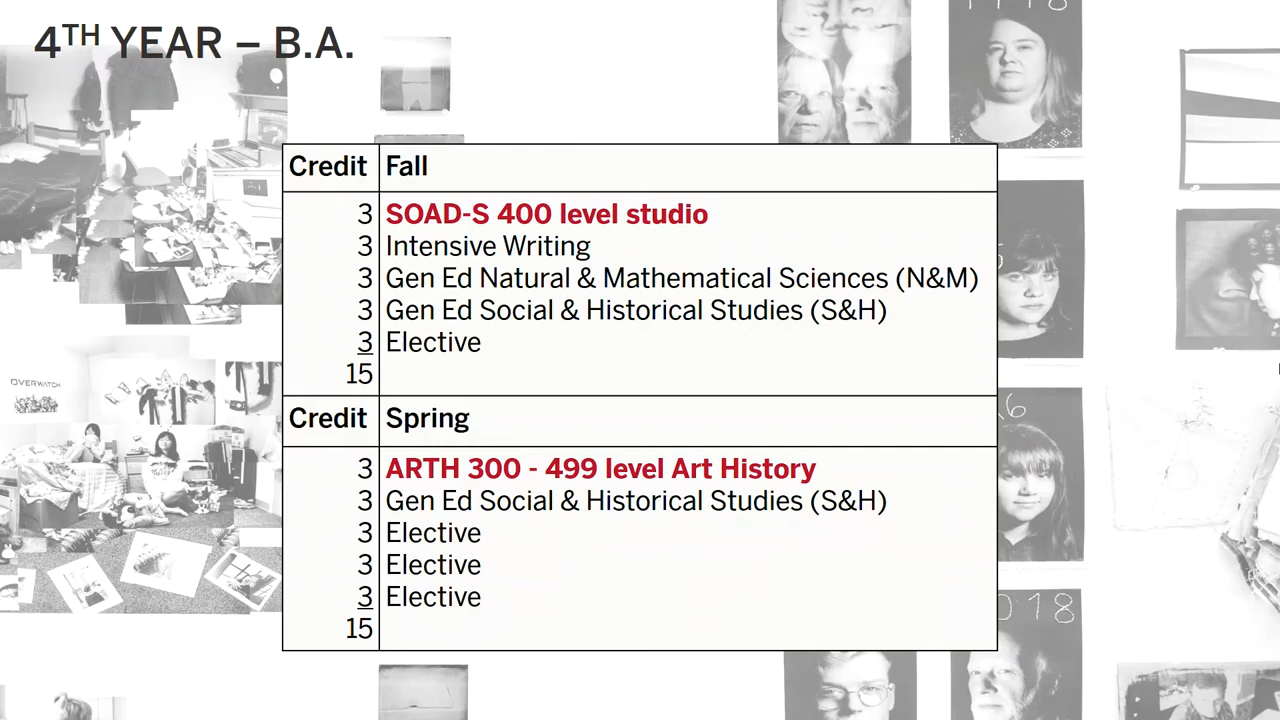 4TH YEAR – B.A.
1998
Credit Fall
3 SOAD-S 400 level studio
3 Intensive Writing
3 Gen Ed Natural & Mathematical Sciences (N&M)
3 Gen Ed Social & Historical Studies (S&H)
3 Elective
15
OVERWATCH
Credit Spring
3 ARTH 300 - 499 level Art History
3 Gen Ed Social & Historical Studies (S&H)
3 Elective
3 Elective
3 Elective
15
018